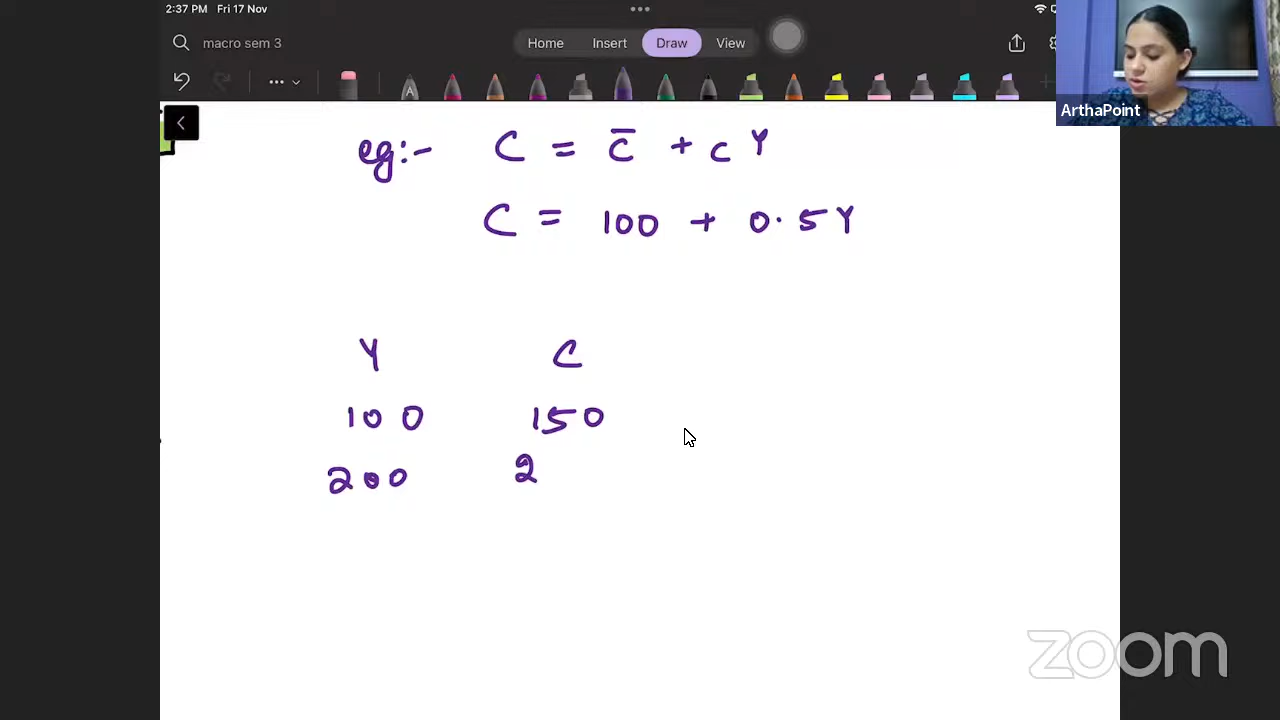 2:37 PM Fri 17 Nov
macro sem 3
Home Insert Draw View
A
ArthaPoint
eg:- C = C̅ + cY
C = 100 + 0.5Y
Y C
100 150
200 2
zoom